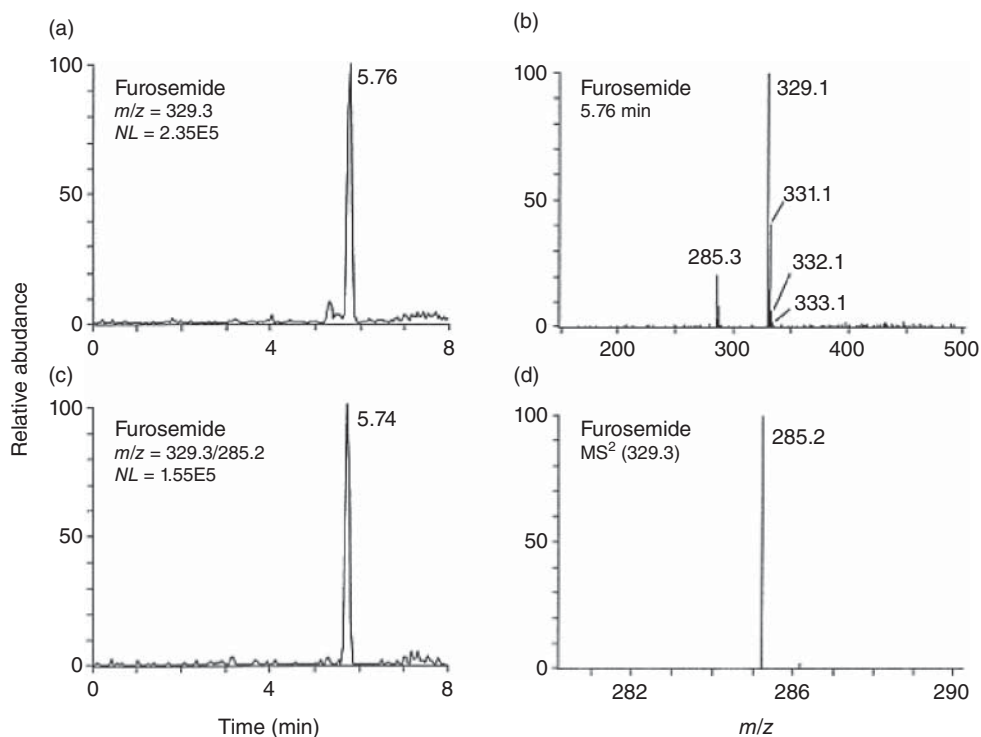 (a)
100
50
0
Furosemide
m/z = 329.3
NL = 2.35E5
5.76
0
4
8
(b)
100
50
0
Furosemide
5.76 min
329.1
331.1
332.1
333.1
285.3
200
300
400
500
Relative abudance
(c)
100
50
0
Furosemide
m/z = 329.3/285.2
NL = 1.55E5
5.74
0
4
8
Time (min)
(d)
100
50
0
Furosemide
MS² (329.3)
285.2
282
286
290
m/z